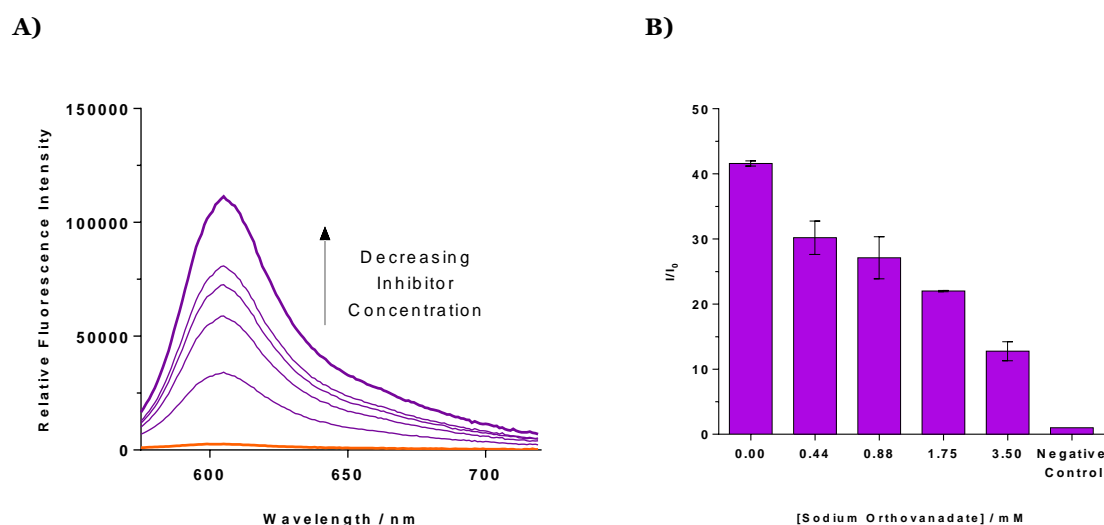 A)
B)
150000
100000
50000
0
Relative Fluorescence Intensity
Decreasing
Inhibitor
Concentration
600
650
700
Wavelength / nm
50
40
30
20
10
0
I/I₀
0.00
0.44
0.88
1.75
3.50
Negative
Control
[Sodium Orthovanadate] / mM